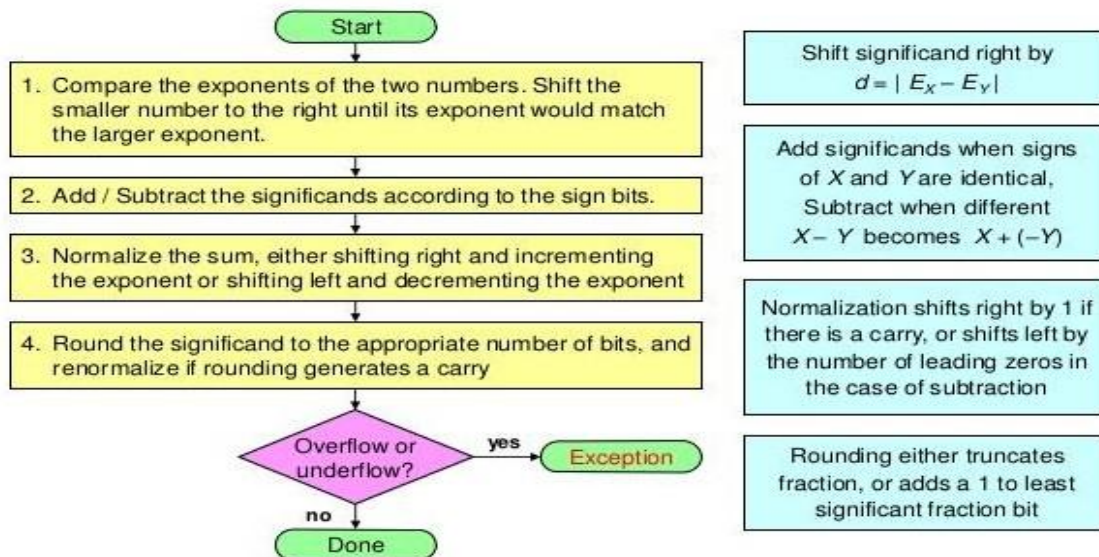 Start
1. Compare the exponents of the two numbers. Shift the
smaller number to the right until its exponent would match
the larger exponent.
2. Add / Subtract the significands according to the sign bits.
3. Normalize the sum, either shifting right and incrementing
the exponent or shifting left and decrementing the exponent
4. Round the significand to the appropriate number of bits, and
renormalize if rounding generates a carry
Overflow or
underflow?
yes
Exception
no
Done
Shift significand right by
d = | E_X – E_Y |
Add significands when signs
of X and Y are identical,
Subtract when different
X – Y becomes X + (–Y)
Normalization shifts right by 1 if
there is a carry, or shifts left by
the number of leading zeros in
the case of subtraction
Rounding either truncates
fraction, or adds a 1 to least
significant fraction bit